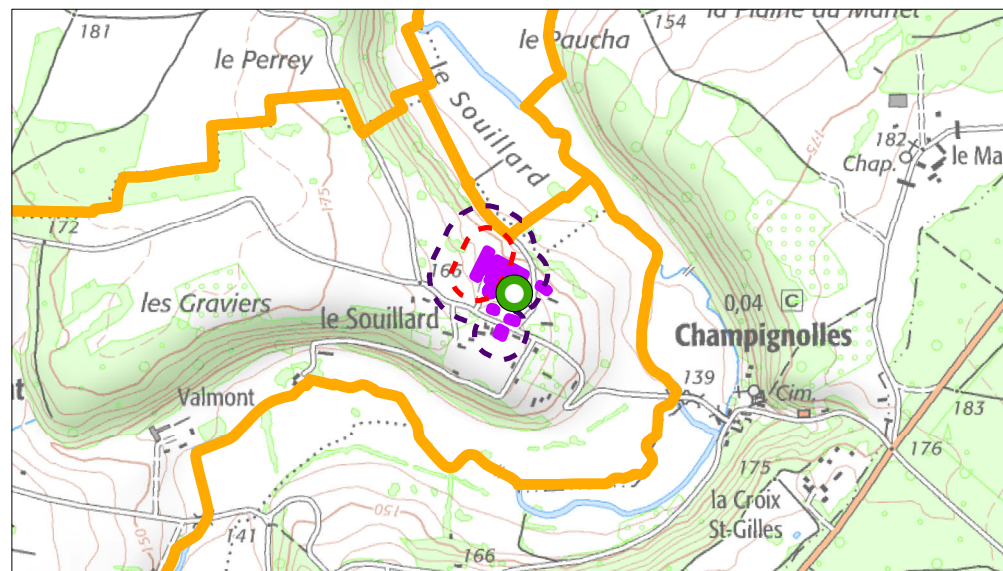 181
154
la Plaine du Manet
le Perrey
le Paucha
le Souillard
182
Chap.
le Ma
175
172
175
166
les Graviers
le Souillard
0,04 C
Champignolles
Valmont
139
Cim.
183
176
175
la Croix
St-Gilles
150
150
141
166